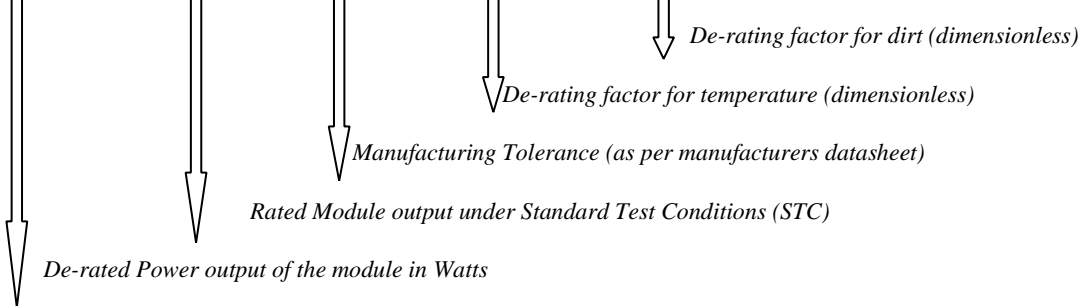 De-rating factor for dirt (dimensionless)
De-rating factor for temperature (dimensionless)
Manufacturing Tolerance (as per manufacturers datasheet)
Rated Module output under Standard Test Conditions (STC)
De-rated Power output of the module in Watts